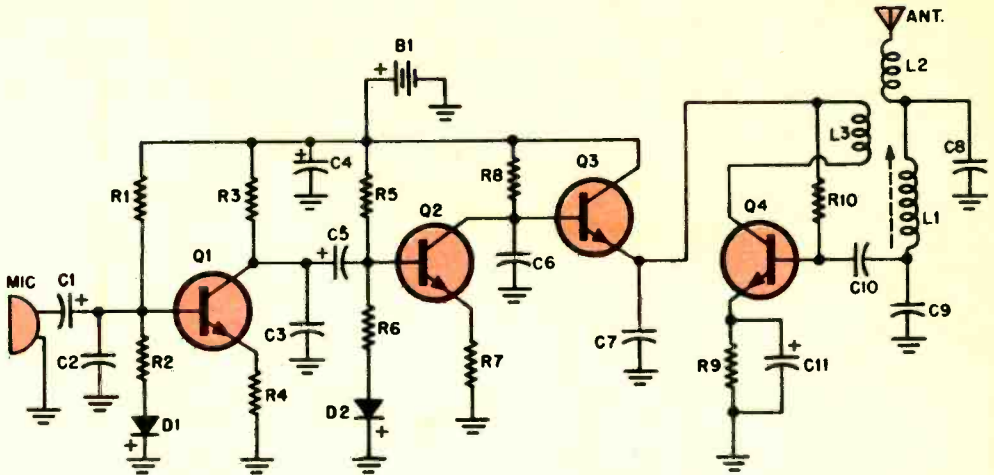 ANT.
B1
L2
L3
C8
C4
R1
R3
R5
R8
Q3
Q4
R10
L1
Q2
Q1
C5
MIC
C1
C6
C10
C2
R2
C3
R6
C7
C9
R7
R9
C11
R4
D1
D2